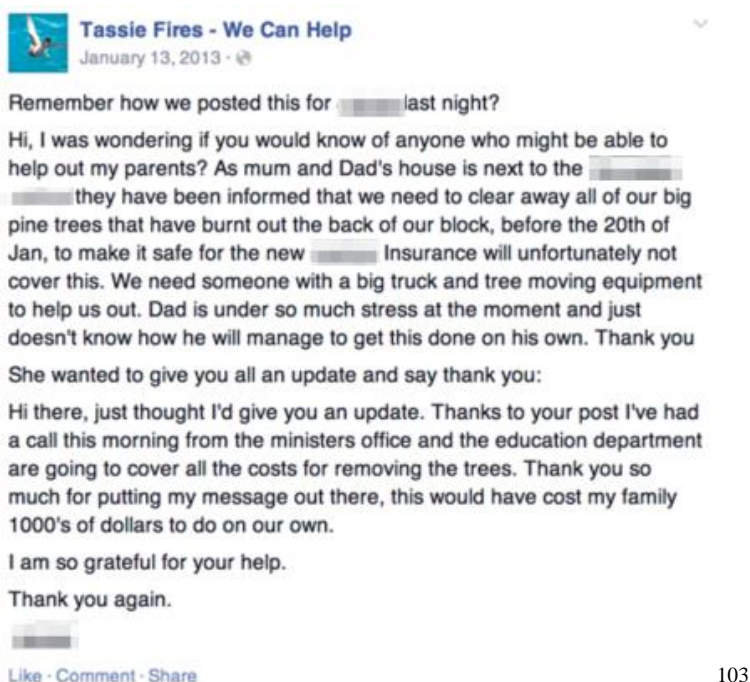 Tassie Fires - We Can Help
January 13, 2013 ·
Remember how we posted this for last night?
Hi, I was wondering if you would know of anyone who might be able to
help out my parents? As mum and Dad's house is next to the
they have been informed that we need to clear away all of our big
pine trees that have burnt out the back of our block, before the 20th of
Jan, to make it safe for the new Insurance will unfortunately not
cover this. We need someone with a big truck and tree moving equipment
to help us out. Dad is under so much stress at the moment and just
doesn't know how he will manage to get this done on his own. Thank you
She wanted to give you all an update and say thank you:
Hi there, just thought I'd give you an update. Thanks to your post I've had
a call this morning from the ministers office and the education department
are going to cover all the costs for removing the trees. Thank you so
much for putting my message out there, this would have cost my family
1000's of dollars to do on our own.
I am so grateful for your help.
Thank you again.
Like · Comment · Share
103